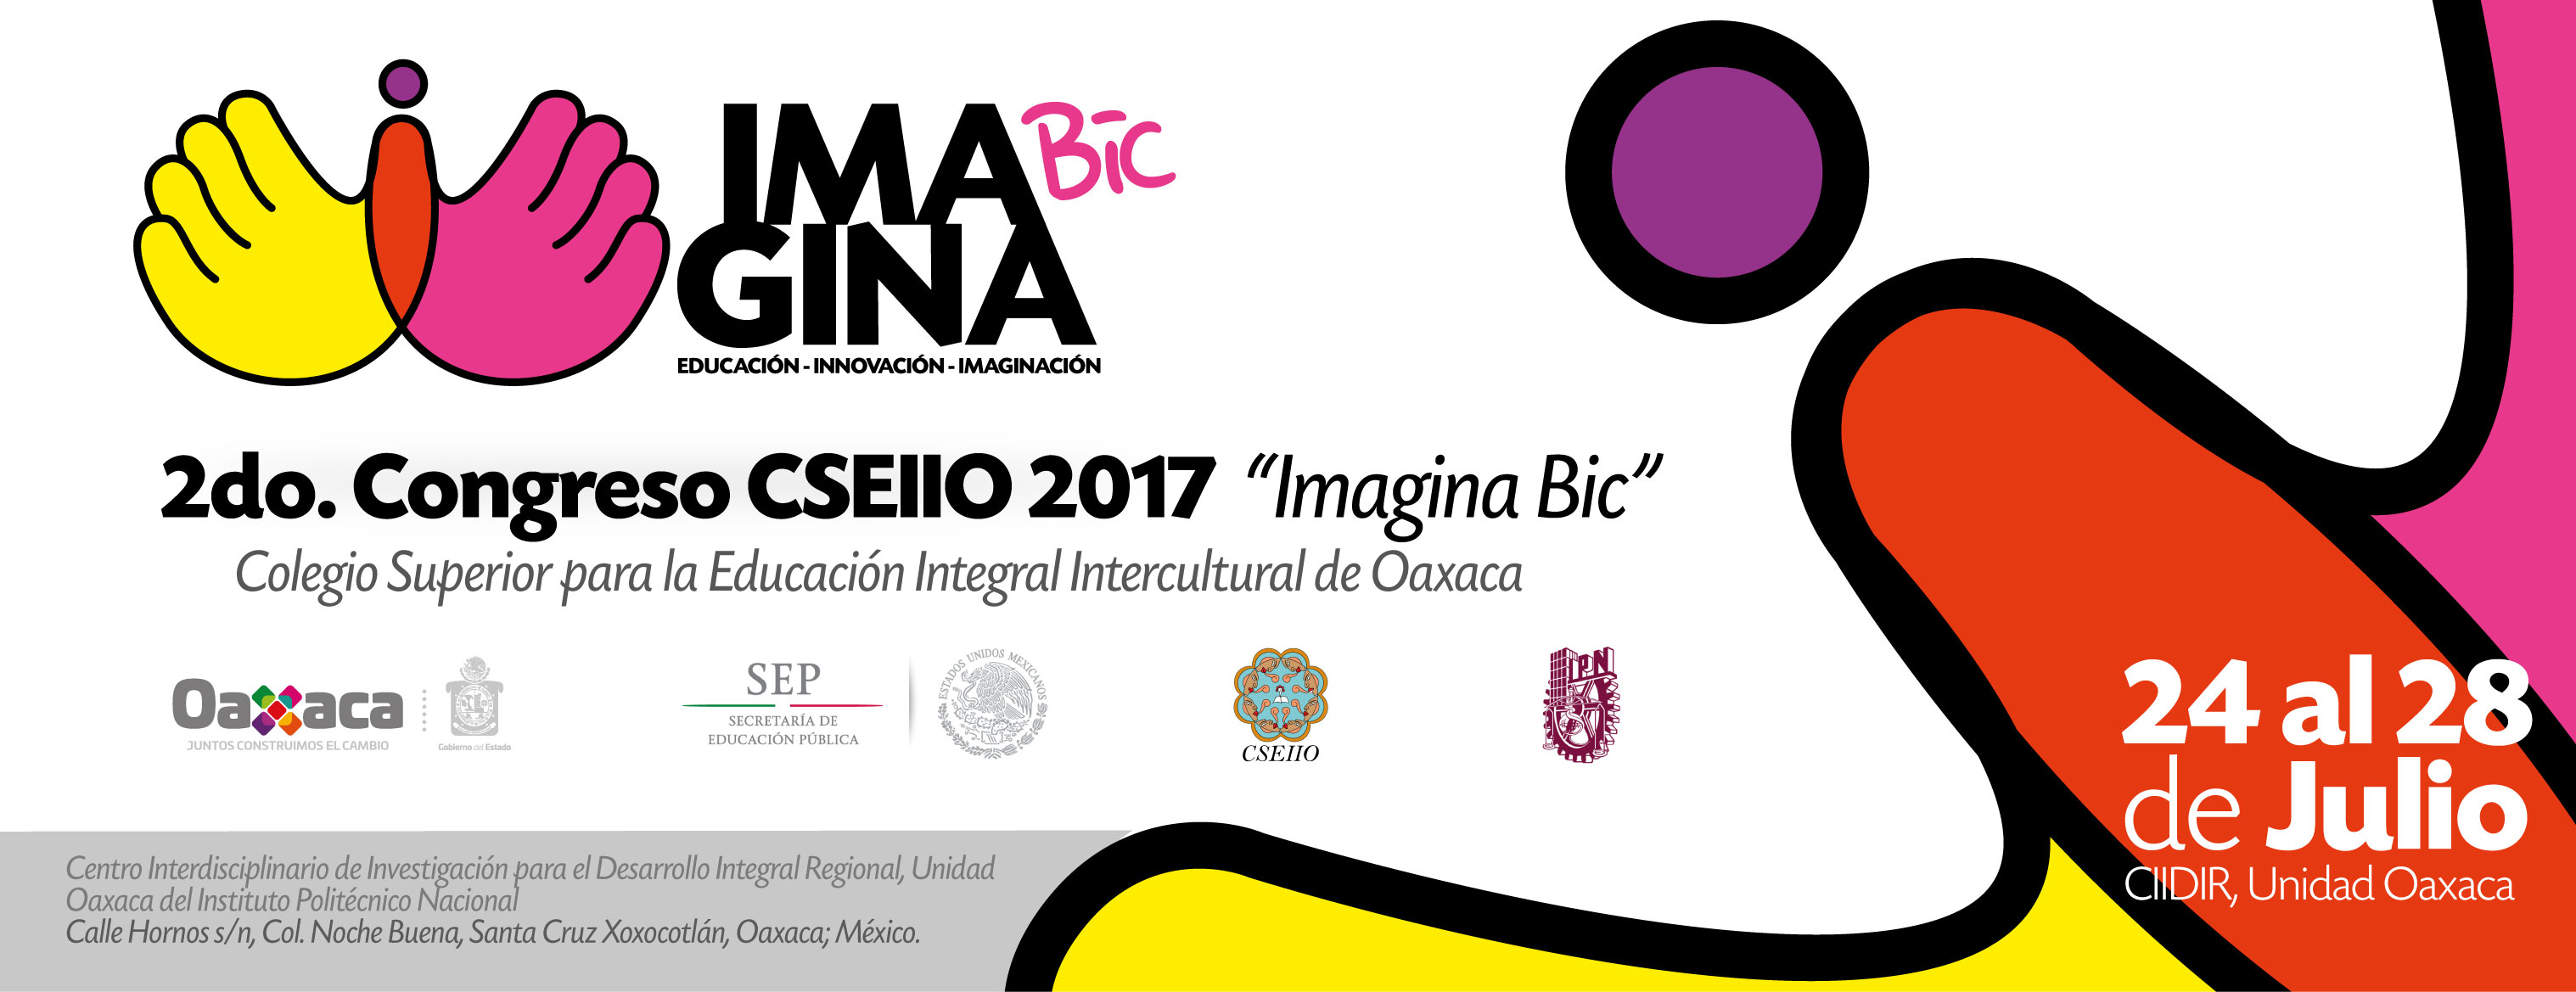 IMA
Bic
GINA
EDUCACIÓN - INNOVACIÓN - IMAGINACIÓN
2do. Congreso CSEIIO 2017 “Imagina Bic”
Colegio Superior para la Educación Integral Intercultural de Oaxaca
Oaxaca
JUNTOS CONSTRUIMOS EL CAMBIO
Gobierno del Estado
SEP
SECRETARÍA DE
EDUCACIÓN PÚBLICA
ESTADOS UNIDOS MEXICANOS
CSEIIO
IPN
24 al 28
de Julio
CIIDIR, Unidad Oaxaca
Centro Interdisciplinario de Investigación para el Desarrollo Integral Regional, Unidad
Oaxaca del Instituto Politécnico Nacional
Calle Hornos s/n, Col. Noche Buena, Santa Cruz Xoxocotlán, Oaxaca; México.